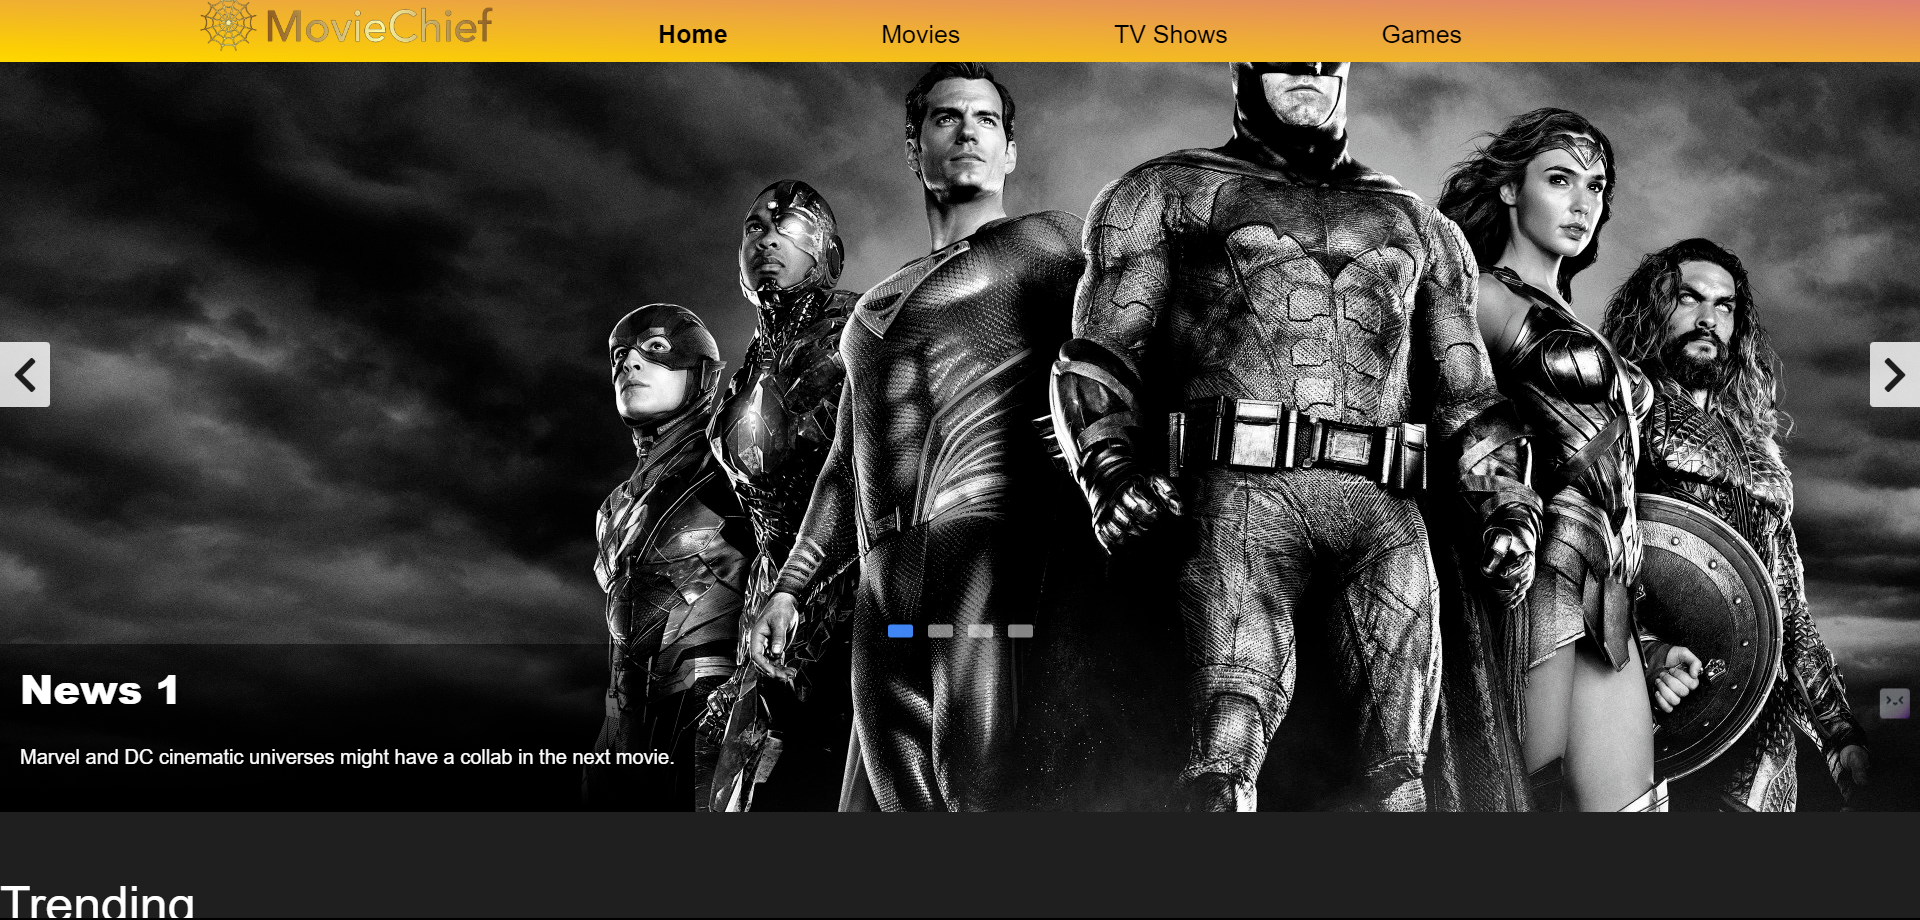 MovieChief
Home
Movies
TV Shows
Games
News 1
Marvel and DC cinematic universes might have a collab in the next movie.
Trending